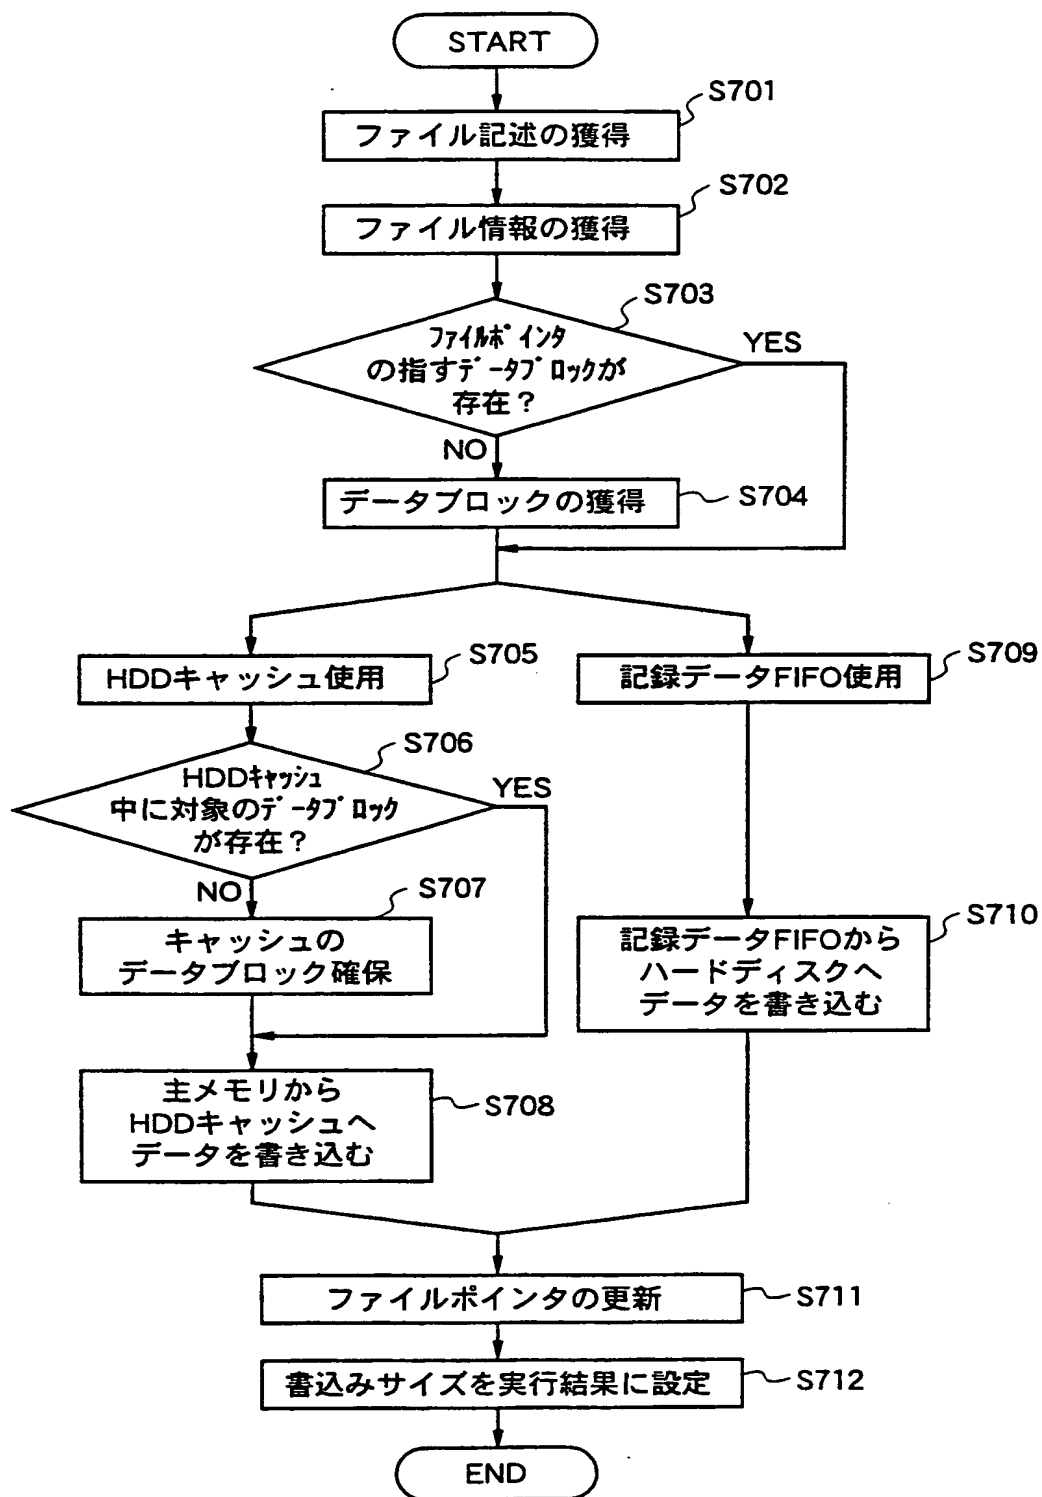 START
S701
ファイル記述の獲得
S702
ファイル情報の獲得
S703
ファイルポインタ
の指すデータブロックが
存在？
YES
NO
データブロックの獲得
S704
HDDキャッシュ使用
S705
記録データFIFO使用
S709
S706
HDDキャッシュ
中に対象のデータブロック
が存在？
YES
NO
S707
キャッシュの
データブロック確保
記録データFIFOから
ハードディスクへ
データを書き込む
S710
主メモリから
HDDキャッシュへ
データを書き込む
S708
ファイルポインタの更新
S711
書込みサイズを実行結果に設定
S712
END